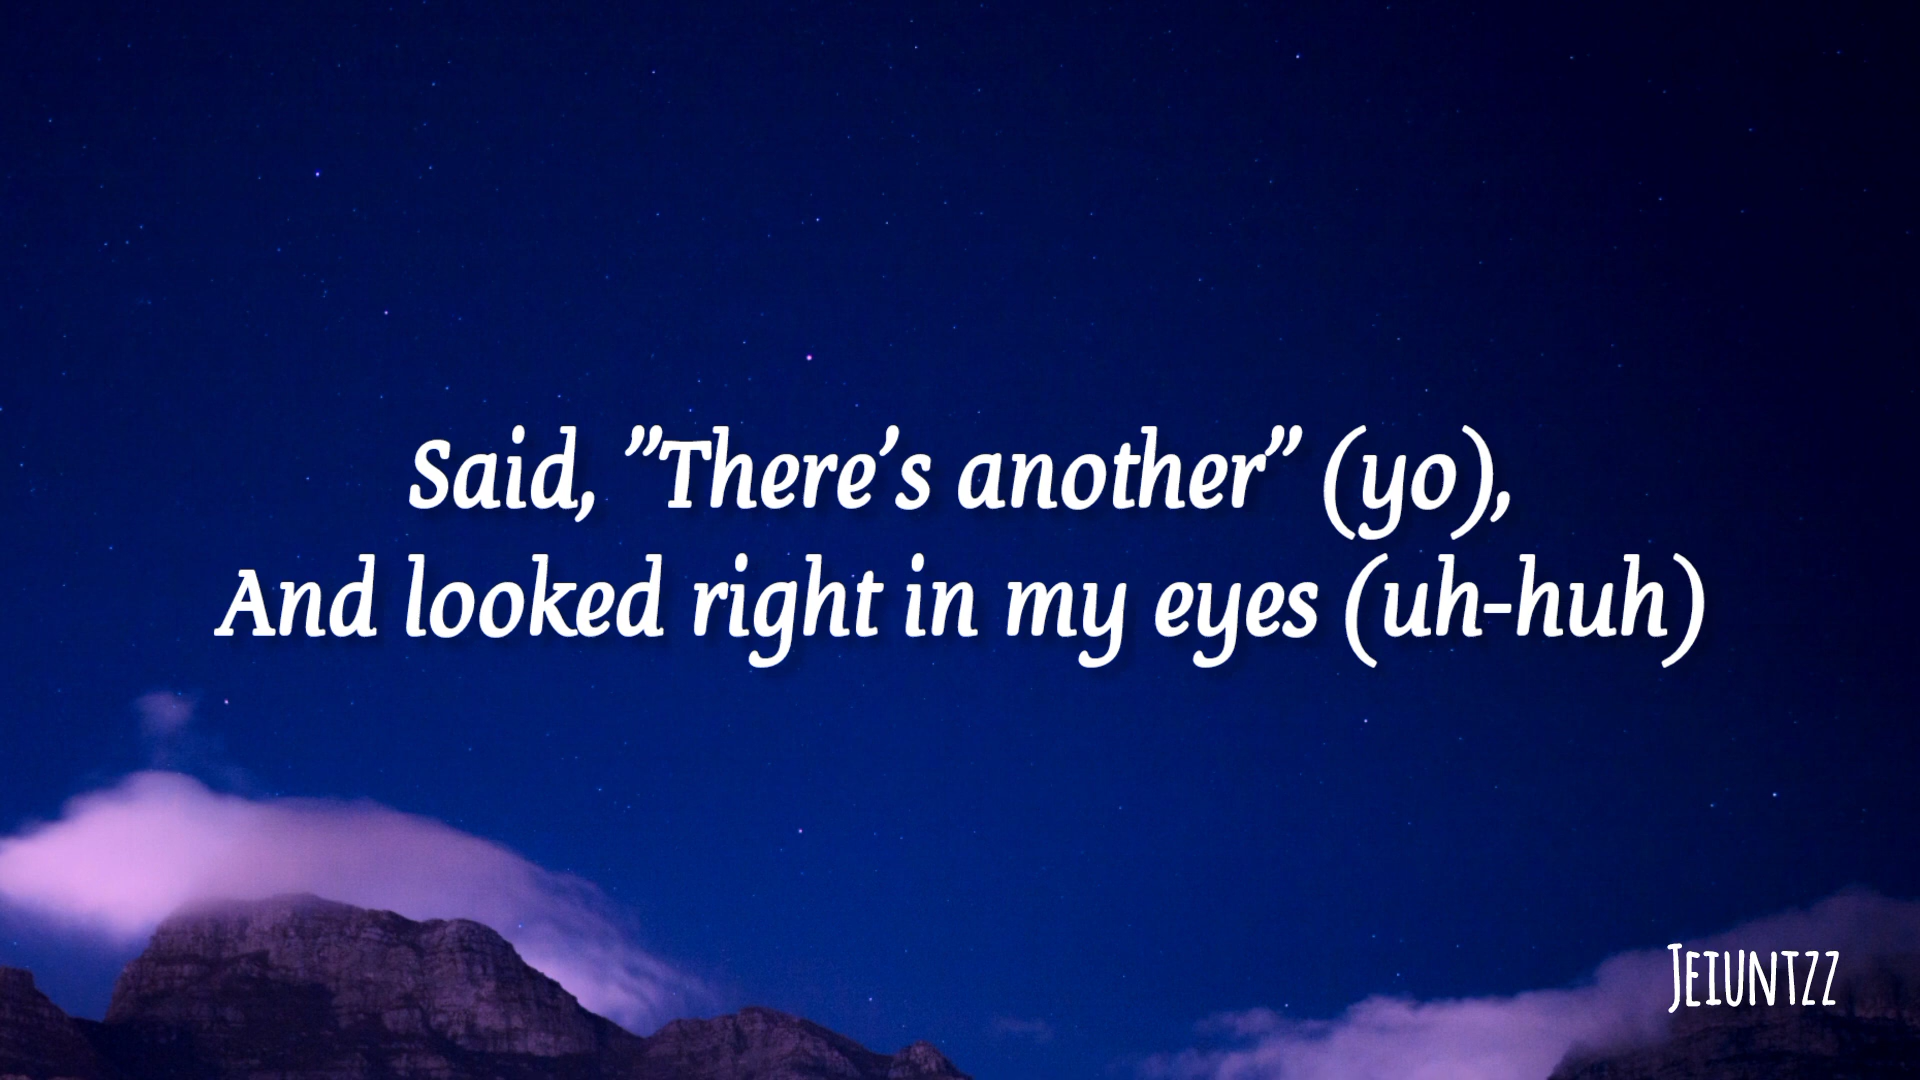 Said, ”There’s another” (yo),
And looked right in my eyes (uh-huh)
Jeiuntzz